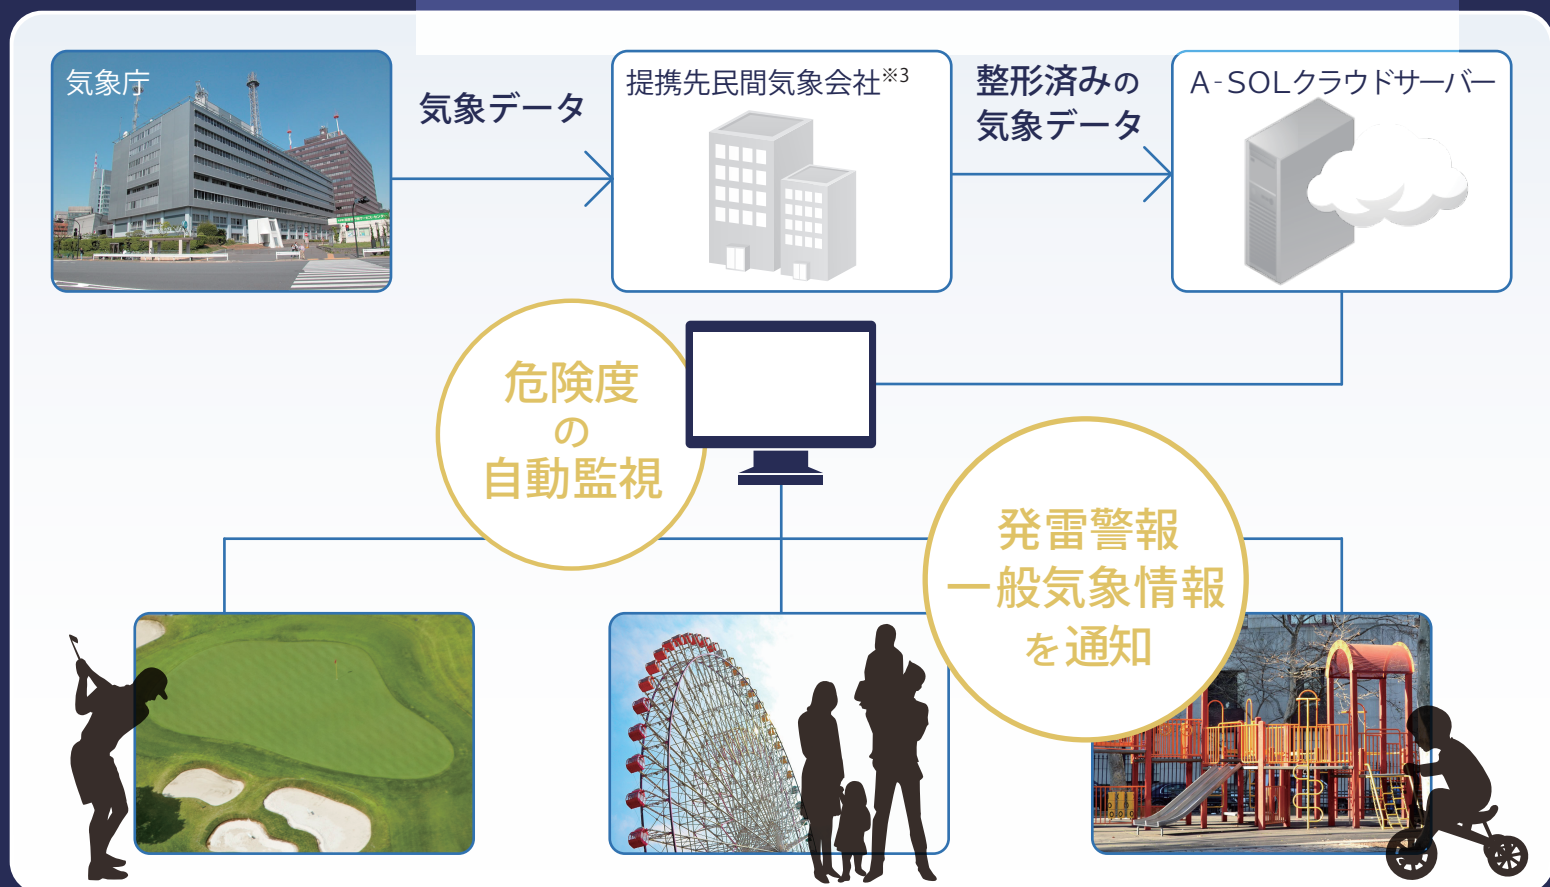 気象庁
気象データ
提携先民間気象会社※3
整形済みの
気象データ
A-SOLクラウドサーバー
危険度
の
自動監視
発雷警報
一般気象情報
を通知